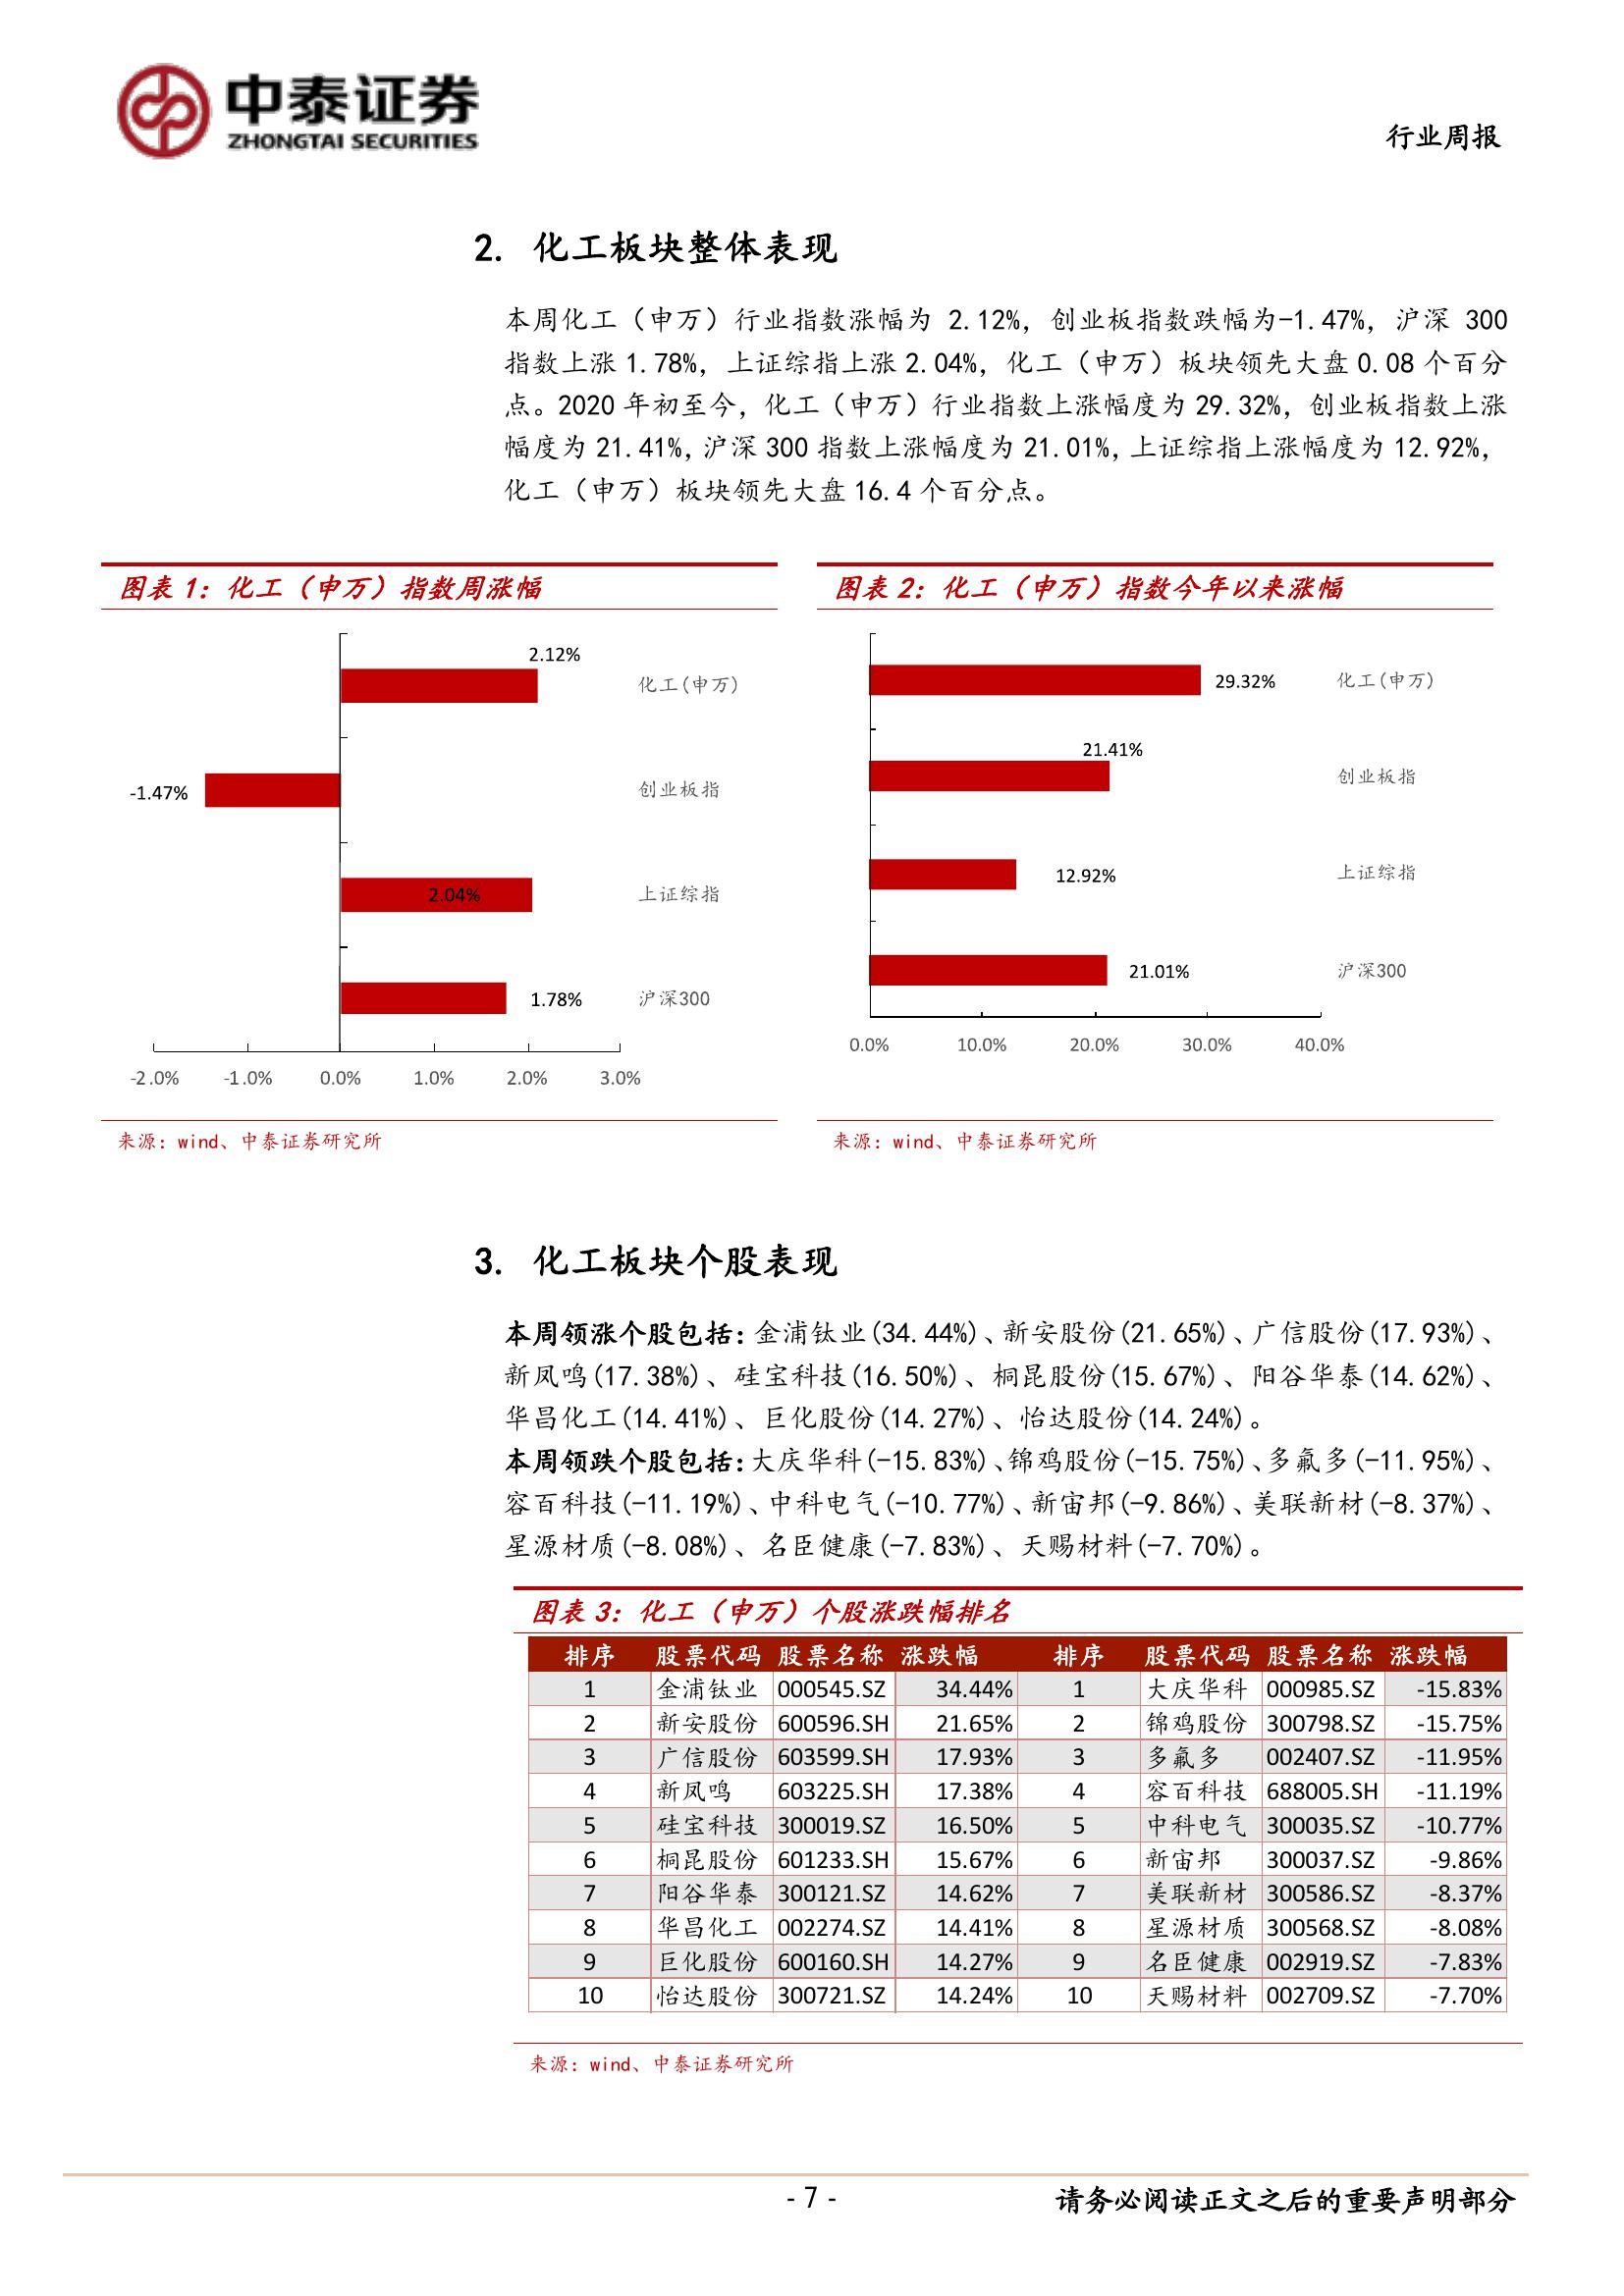 中泰证券
ZHONGTAI SECURITIES
行业周报
2. 化工板块整体表现
本周化工（申万）行业指数涨幅为 2.12%，创业板指数跌幅为-1.47%，沪深 300
指数上涨 1.78%，上证综指上涨 2.04%，化工（申万）板块领先大盘 0.08 个百分
点。2020 年初至今，化工（申万）行业指数上涨幅度为 29.32%，创业板指数上涨
幅度为 21.41%，沪深 300 指数上涨幅度为 21.01%，上证综指上涨幅度为 12.92%，
化工（申万）板块领先大盘 16.4 个百分点。
图表 1：化工（申万）指数周涨幅
2.12%
化工(申万)
-1.47%
创业板指
2.04%
上证综指
1.78%
沪深300
-2.0% -1.0% 0.0% 1.0% 2.0% 3.0%
来源：wind、中泰证券研究所
图表 2：化工（申万）指数今年以来涨幅
29.32%
化工(申万)
21.41%
创业板指
12.92%
上证综指
21.01%
沪深300
0.0% 10.0% 20.0% 30.0% 40.0%
来源：wind、中泰证券研究所
3. 化工板块个股表现
本周领涨个股包括：金浦钛业(34.44%)、新安股份(21.65%)、广信股份(17.93%)、
新凤鸣(17.38%)、硅宝科技(16.50%)、桐昆股份(15.67%)、阳谷华泰(14.62%)、
华昌化工(14.41%)、巨化股份(14.27%)、怡达股份(14.24%)。
本周领跌个股包括：大庆华科(-15.83%)、锦鸡股份(-15.75%)、多氟多(-11.95%)、
容百科技(-11.19%)、中科电气(-10.77%)、新宙邦(-9.86%)、美联新材(-8.37%)、
星源材质(-8.08%)、名臣健康(-7.83%)、天赐材料(-7.70%)。
图表 3：化工（申万）个股涨跌幅排名
排序 股票代码 股票名称 涨跌幅 排序 股票代码 股票名称 涨跌幅
1 金浦钛业 000545.SZ 34.44% 1 大庆华科 000985.SZ -15.83%
2 新安股份 600596.SH 21.65% 2 锦鸡股份 300798.SZ -15.75%
3 广信股份 603599.SH 17.93% 3 多氟多 002407.SZ -11.95%
4 新凤鸣 603225.SH 17.38% 4 容百科技 688005.SH -11.19%
5 硅宝科技 300019.SZ 16.50% 5 中科电气 300035.SZ -10.77%
6 桐昆股份 601233.SH 15.67% 6 新宙邦 300037.SZ -9.86%
7 阳谷华泰 300121.SZ 14.62% 7 美联新材 300586.SZ -8.37%
8 华昌化工 002274.SZ 14.41% 8 星源材质 300568.SZ -8.08%
9 巨化股份 600160.SH 14.27% 9 名臣健康 002919.SZ -7.83%
10 怡达股份 300721.SZ 14.24% 10 天赐材料 002709.SZ -7.70%
来源：wind、中泰证券研究所
- 7 -
请务必阅读正文之后的重要声明部分